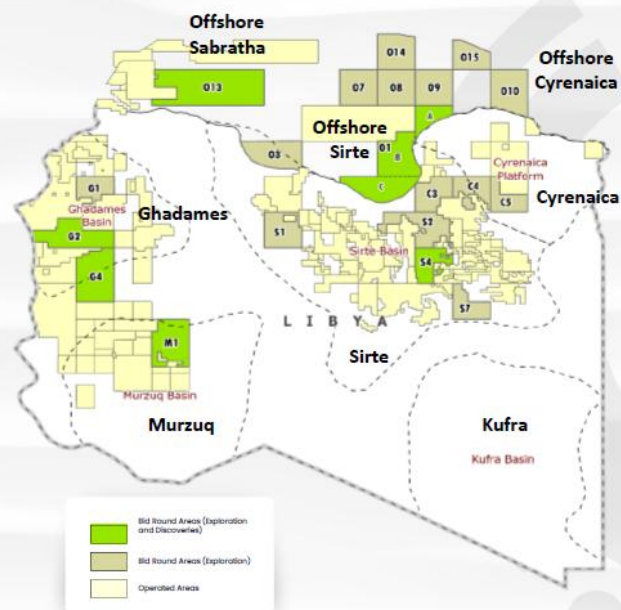 Offshore
Sabratha
O14
O15
Offshore
Cyrenaica
O13
O7
O8
O9
O10
A
Offshore
Sirte
O1
B
O3
Cyrenaica
Platform
G1
C
C3
C4
C5
Cyrenaica
Ghadames
Basin
Ghadames
G2
S1
S2
Sirte Basin
G4
S4
S7
L I B Y A
M1
Sirte
Murzuq Basin
Murzuq
Kufra
Kufra Basin
Bid Round Areas (Exploration
and Discoveries)
Bid Round Areas (Exploration)
Operated Areas